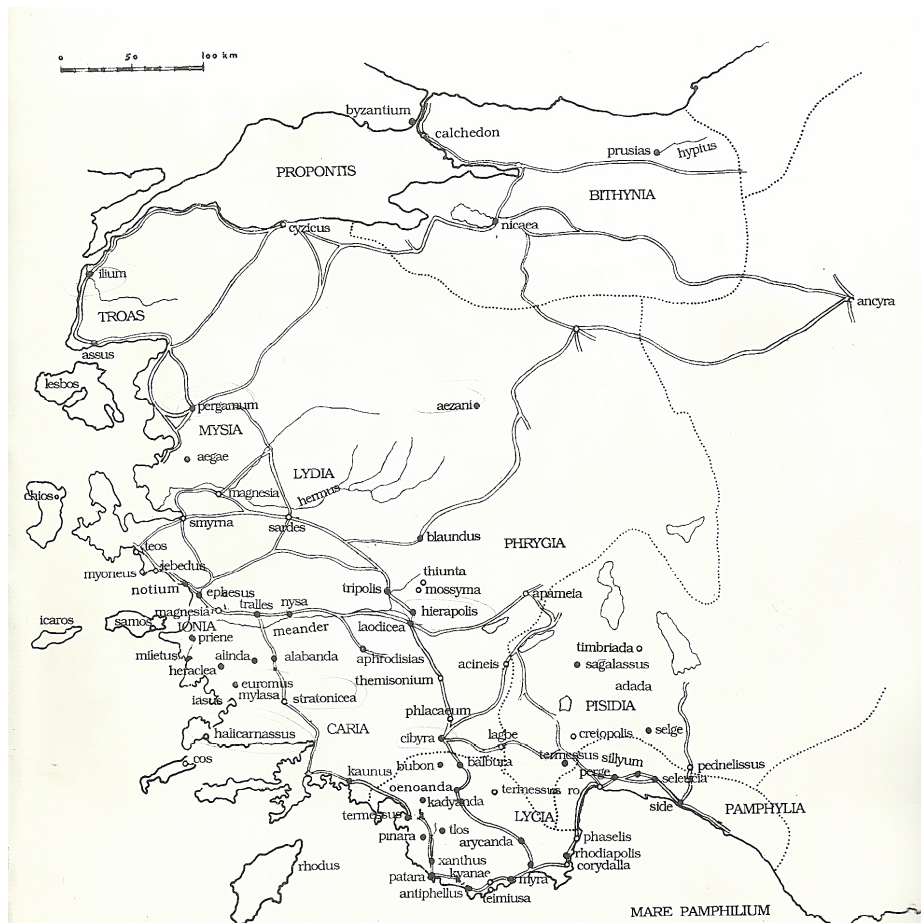 0 50 100 km
byzantium
calchedon
prusias
hypius
PROPONTIS
BITHYNIA
cyzicus
nicaea
ilium
ancyra
TROAS
assus
lesbos
pergamum
aezani
MYSIA
aegae
LYDIA
hermus
magnesia
chios
smyrna
sardes
blaundus
PHRYGIA
teos
lebedus
myoneus
thiunta
notium
ephesus
tripolis
mossyma
apameia
magnesia
tralles
nysa
hierapolis
icaros
samos
IONIA
meander
laodicea
priene
timbriada
miletus
alinda
alabanda
aphrodisias
acineis
sagalassus
heraclea
themisonium
adada
euromus
mylasa
stratonicea
iasus
PISIDIA
phlacaeum
halicarnassus
CARIA
cibyra
lagbe
cretopolis
selge
cos
bubon
balbura
termessus
sillyum
pednelissus
kaunus
perge
seleucia
oenoanda
termessus
kadyanda
side
PAMPHYLIA
termessus
LYCIA
pinara
tlos
arycanda
phaselis
rhodus
xanthus
rhodiapolis
corydalla
patara
kyanae
myra
antiphellus
teimiusa
MARE PAMPHILIUM